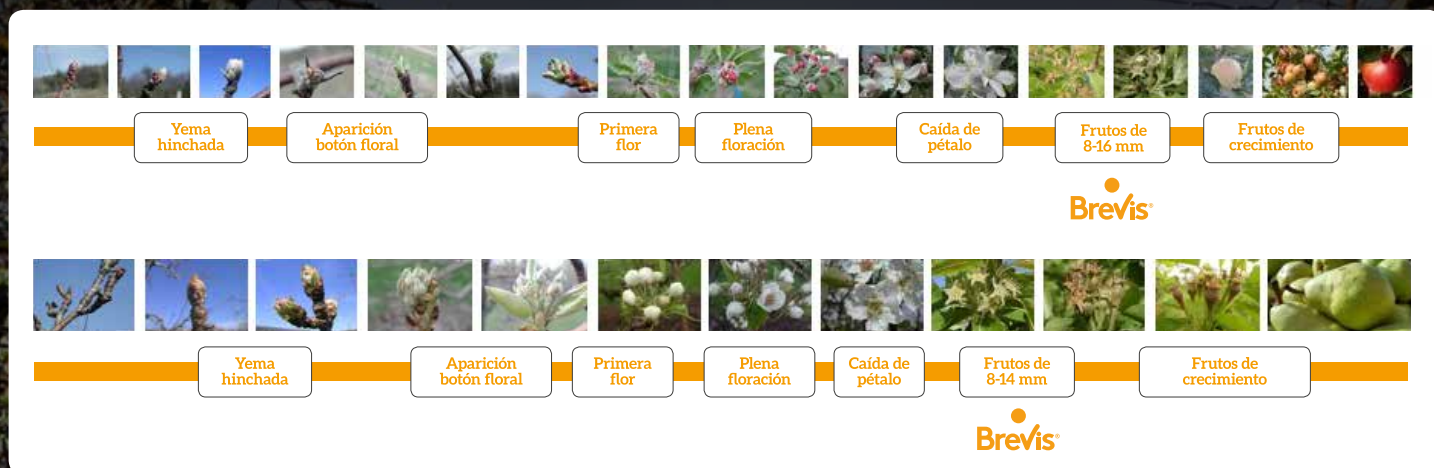 Yema
hinchada
Aparición
botón floral
Primera
flor
Plena
floración
Caída de
pétalo
Frutos de
8-16 mm
Frutos de
crecimiento
Brevis®
Yema
hinchada
Aparición
botón floral
Primera
flor
Plena
floración
Caída de
pétalo
Frutos de
8-14 mm
Frutos de
crecimiento
Brevis®